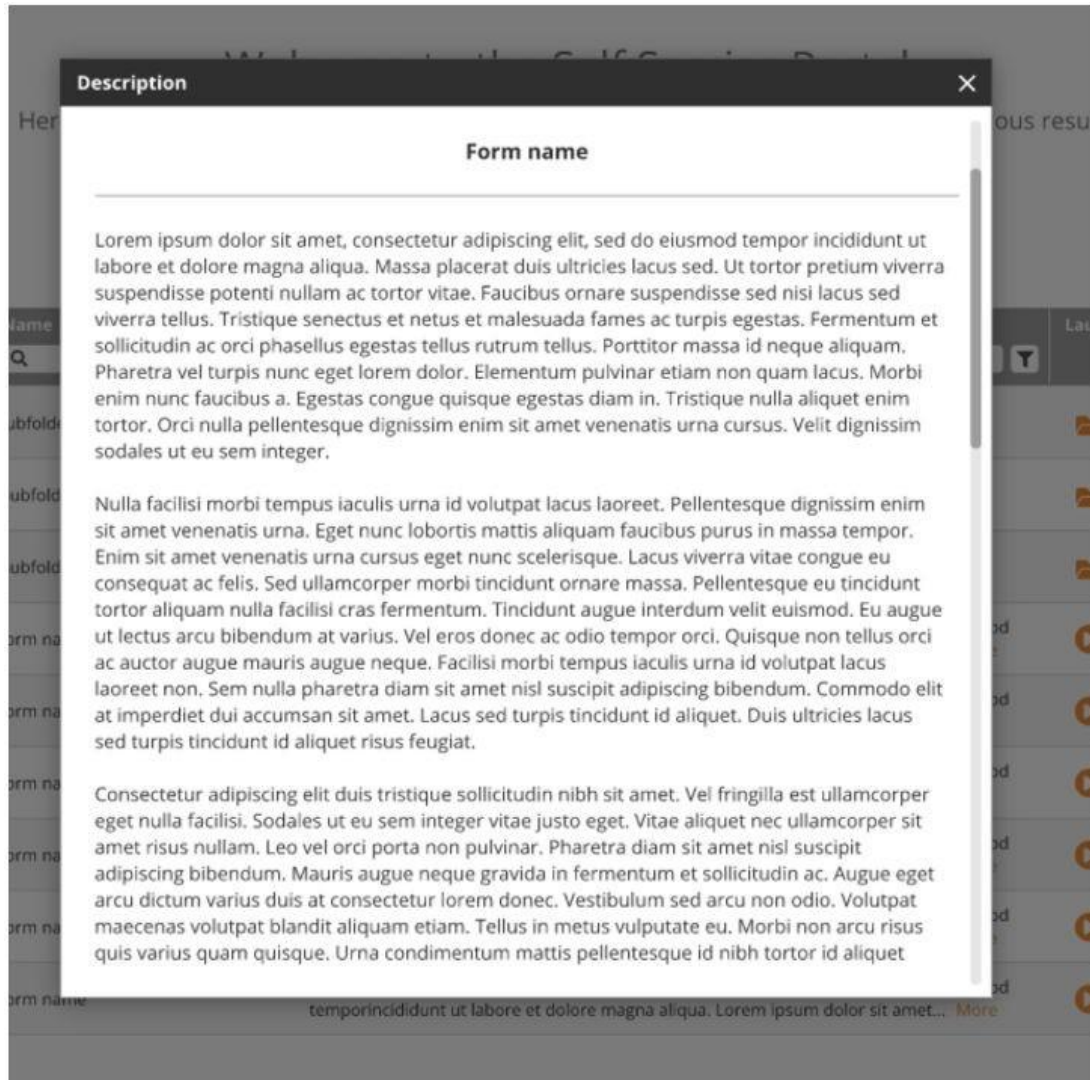 Description
Her
ous resu
Form name
Lorem ipsum dolor sit amet, consectetur adipiscing elit, sed do eiusmod tempor incididunt ut
labore et dolore magna aliqua. Massa placerat duis ultricies lacus sed. Ut tortor pretium viverra
suspendisse potenti nullam ac tortor vitae. Faucibus ornare suspendisse sed nisi lacus sed
viverra tellus. Tristique senectus et netus et malesuada fames ac turpis egestas. Fermentum et
sollicitudin ac orci phasellus egestas tellus rutrum tellus. Porttitor massa id neque aliquam.
Pharetra vel turpis nunc eget lorem dolor. Elementum pulvinar etiam non quam lacus. Morbi
enim nunc faucibus a. Egestas congue quisque egestas diam in. Tristique nulla aliquet enim
tortor. Orci nulla pellentesque dignissim enim sit amet venenatis urna cursus. Velit dignissim
sodales ut eu sem integer.
Nulla facilisi morbi tempus iaculis urna id volutpat lacus laoreet. Pellentesque dignissim enim
sit amet venenatis urna. Eget nunc lobortis mattis aliquam faucibus purus in massa tempor.
Enim sit amet venenatis urna cursus eget nunc scelerisque. Lacus viverra vitae congue eu
consequat ac felis. Sed ullamcorper morbi tincidunt ornare massa. Pellentesque eu tincidunt
tortor aliquam nulla facilisi cras fermentum. Tincidunt augue interdum velit euismod. Eu augue
ut lectus arcu bibendum at varius. Vel eros donec ac odio tempor orci. Quisque non tellus orci
ac auctor augue mauris augue neque. Facilisi morbi tempus iaculis urna id volutpat lacus
laoreet non. Sem nulla pharetra diam sit amet nisl suscipit adipiscing bibendum. Commodo elit
at imperdiet dui accumsan sit amet. Lacus sed turpis tincidunt id aliquet. Duis ultricies lacus
sed turpis tincidunt id aliquet risus feugiat.
Consectetur adipiscing elit duis tristique sollicitudin nibh sit amet. Vel fringilla est ullamcorper
eget nulla facilisi. Sodales ut eu sem integer vitae justo eget. Vitae aliquet nec ullamcorper sit
amet risus nullam. Leo vel orci porta non pulvinar. Pharetra diam sit amet nisl suscipit
adipiscing bibendum. Mauris augue neque gravida in fermentum et sollicitudin ac. Augue eget
arcu dictum varius duis at consectetur lorem donec. Vestibulum sed arcu non odio. Volutpat
maecenas volutpat blandit aliquam etiam. Tellus in metus vulputate eu. Morbi non arcu risus
quis varius quam quisque. Urna condimentum mattis pellentesque id nibh tortor id aliquet
Name
Lau
ubfold
orm na
orm na
orm na
orm na
orm na
orm name
temporincididunt ut labore et dolore magna aliqua. Lorem ipsum dolor sit amet... More